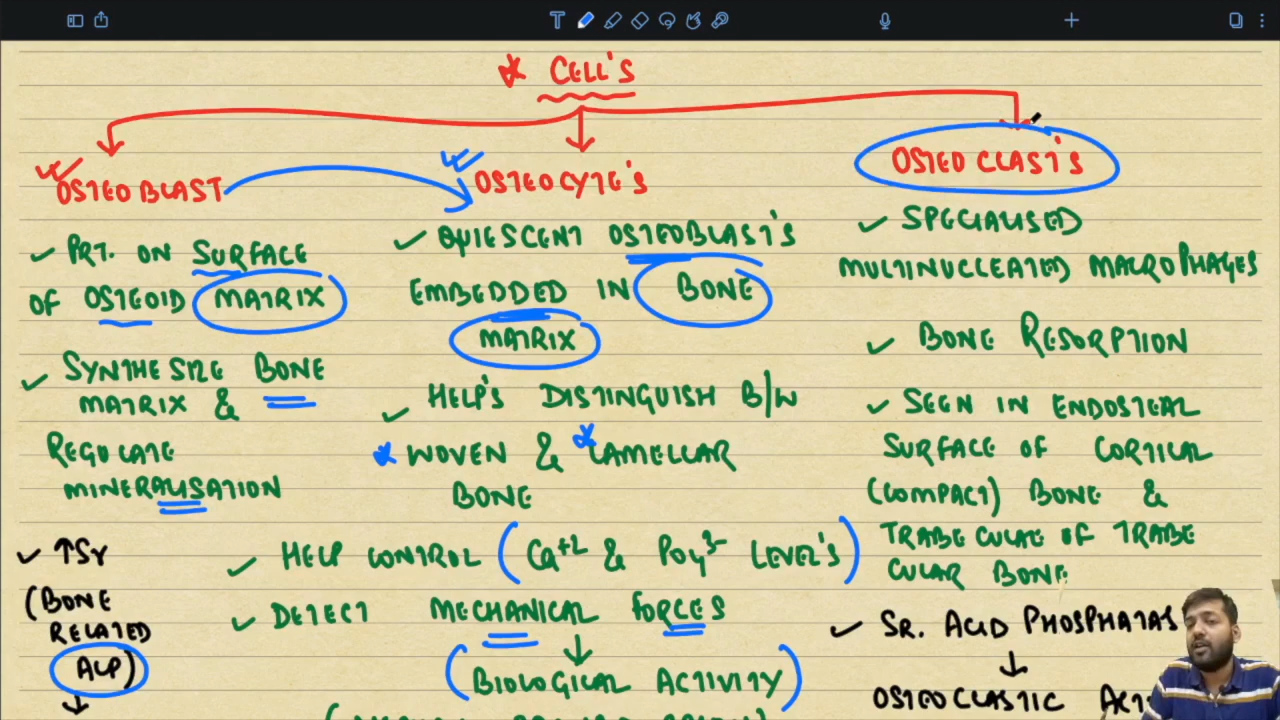 * CELL'S
OSTEOBLAST
PRT. ON SURFACE
OF OSTEOID MATRIX
SYNTHESIZE BONE
MATRIX &
REGULATE
MINERALISATION
↑Sr
(BONE
RELATED
ALP)
OSTEOCYTE'S
QUIESCENT OSTEOBLAST'S
EMBEDDED IN BONE
MATRIX
HELP'S DISTINGUISH B/W
* WOVEN & * LAMELLAR
BONE
HELP CONTROL (Ca+2 & PO4 3- LEVEL'S)
DETECT MECHANICAL FORCES
(BIOLOGICAL ACTIVITY)
OSTEOCLAST'S
SPECIALISED
MULTINUCLEATED MACROPHAGES
BONE RESORPTION
SEEN IN ENDOSTEAL
SURFACE OF CORTICAL
(COMPACT) BONE &
TRABECULAE OF TRABE
CULAR BONE
SR. ACID PHOSPHATAS
OSTEOCLASTIC